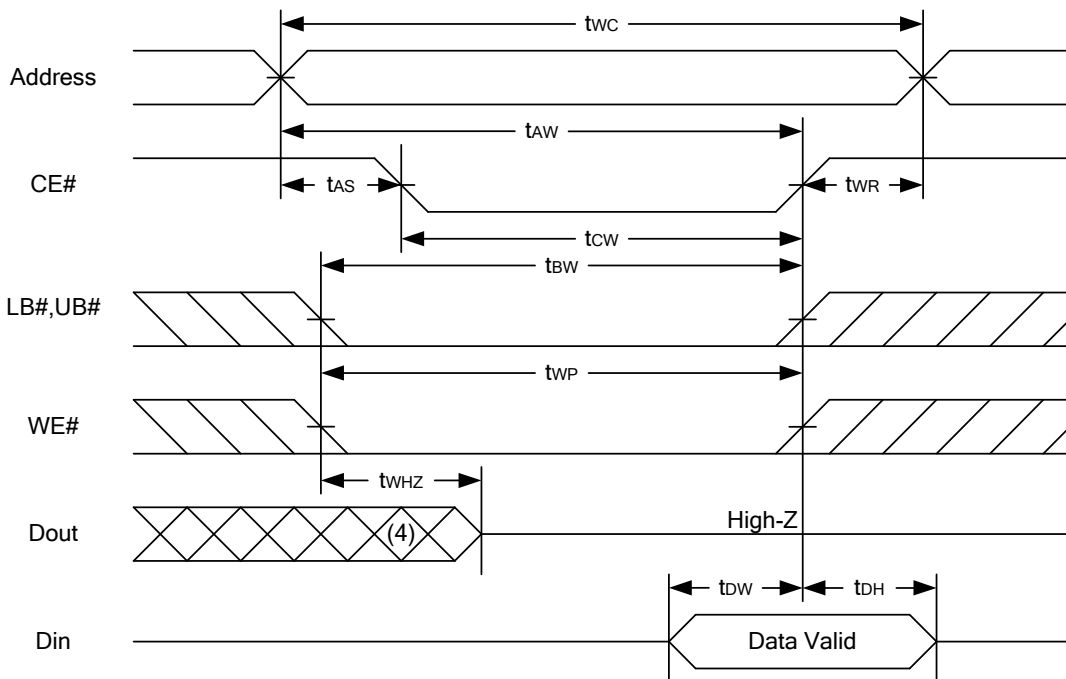 tWC
Address
tAW
CE#
tAS
tWR
tCW
tBW
LB#,UB#
tWP
WE#
tWHZ
Dout
(4)
High-Z
tDW
tDH
Din
Data Valid